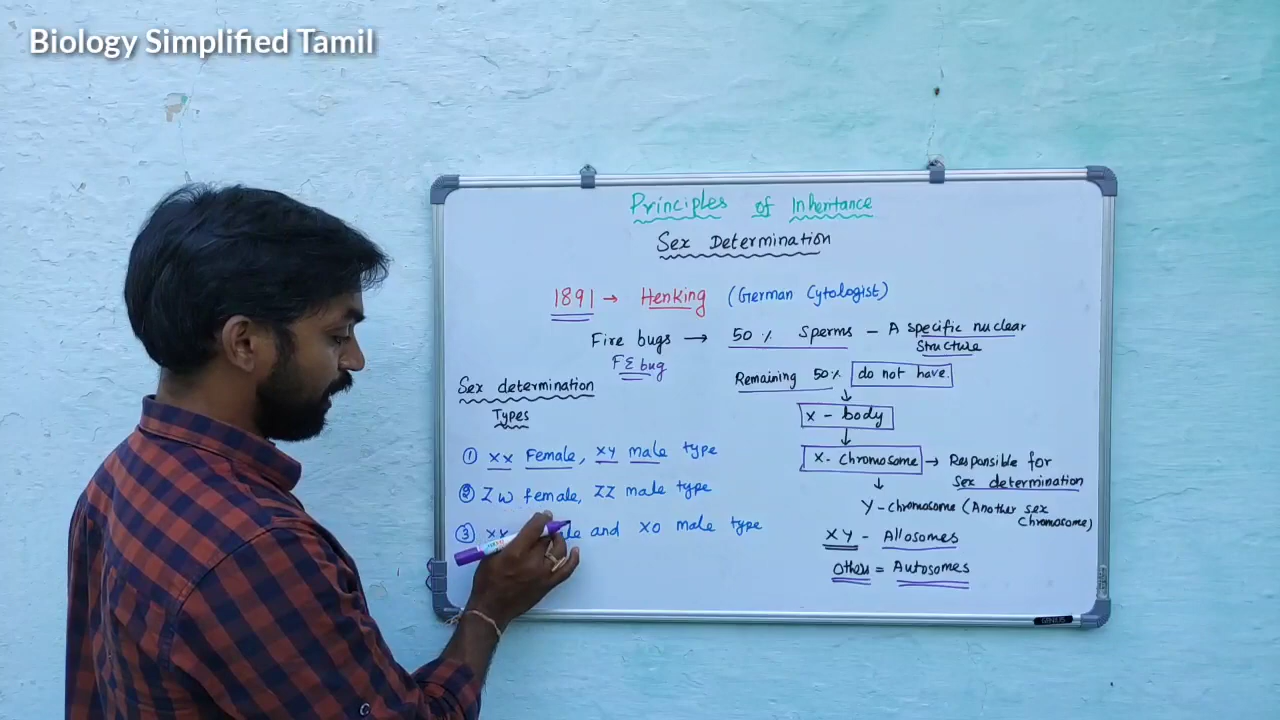 Biology Simplified Tamil
Principles of Inheritance
Sex Determination
1891 → Henking (German Cytologist)
Fire bugs → 50 % Sperms – A specific nuclear
structure
FE bug
Remaining 50% do not have.
Sex determination
Types
① XX Female, XY male type
② ZW female, ZZ male type
③ XX and XO male type
X - body
X - chromosome → Responsible for
Sex determination
Y - chromosome (Another sex
chromosome)
XY - Allosomes
Others = Autosomes